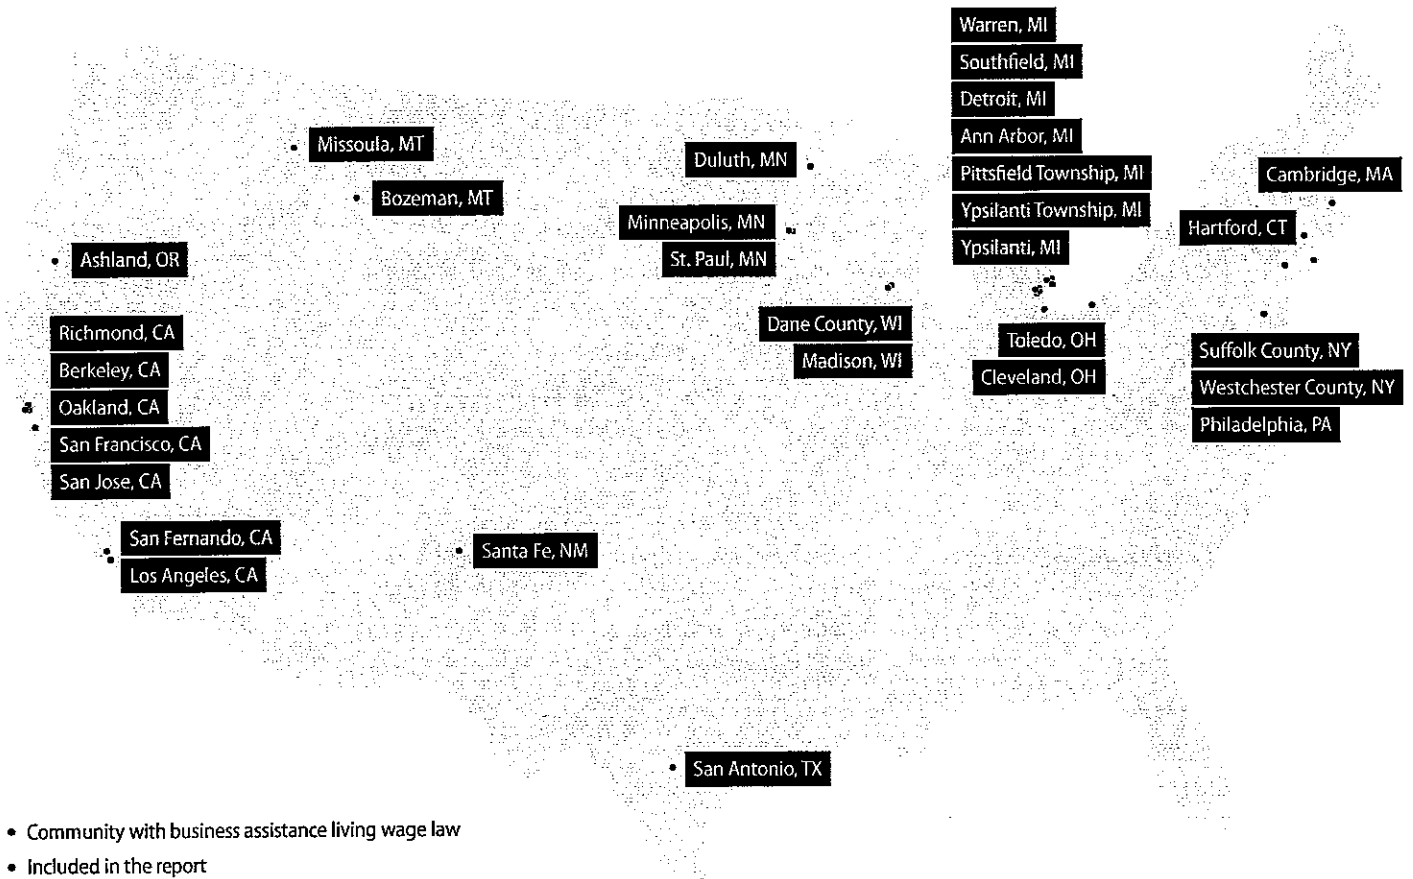 Warren, MI
Southfield, MI
Detroit, MI
Ann Arbor, MI
Pittsfield Township, MI
Ypsilanti Township, MI
Ypsilanti, MI
Missoula, MT
Bozeman, MT
Duluth, MN
Minneapolis, MN
St. Paul, MN
Cambridge, MA
Hartford, CT
Ashland, OR
Richmond, CA
Berkeley, CA
Oakland, CA
San Francisco, CA
San Jose, CA
Dane County, WI
Madison, WI
Toledo, OH
Cleveland, OH
Suffolk County, NY
Westchester County, NY
Philadelphia, PA
San Fernando, CA
Los Angeles, CA
Santa Fe, NM
San Antonio, TX
• Community with business assistance living wage law
• Included in the report